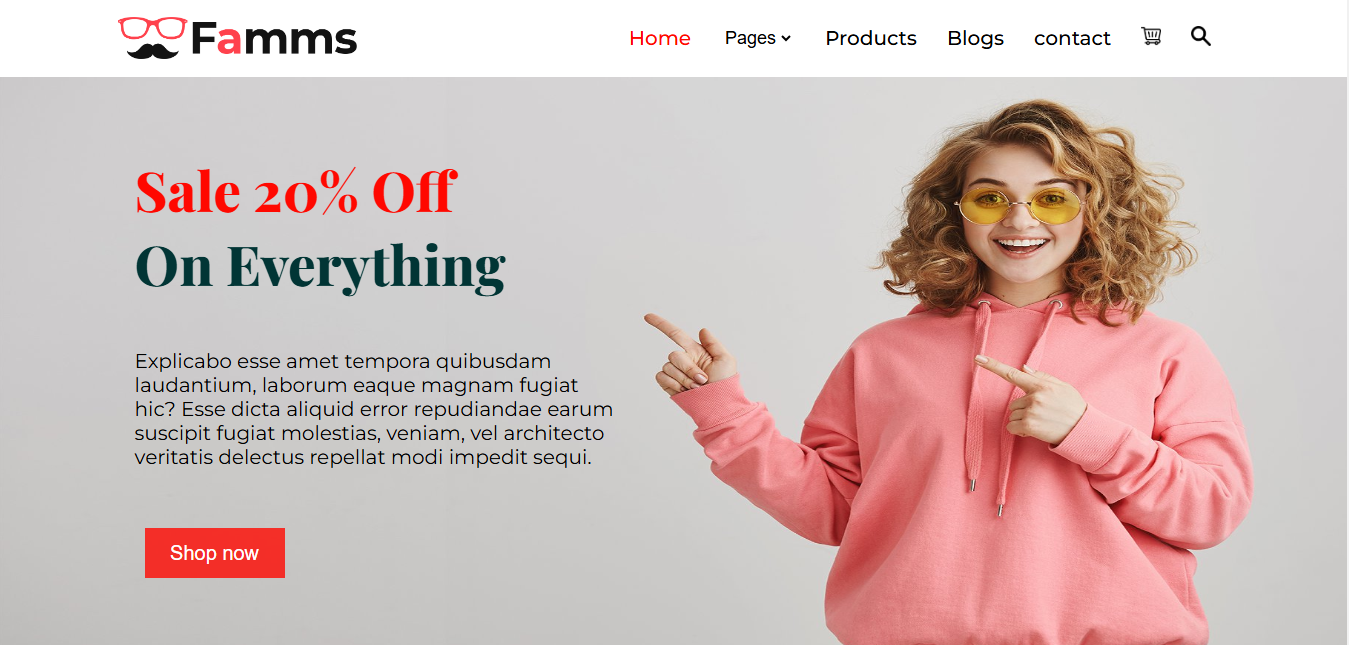 Famms
Home Pages Products Blogs contact
Sale 20% Off
On Everything
Explicabo esse amet tempora quibusdam
laudantium, laborum eaque magnam fugiat
hic? Esse dicta aliquid error repudiandae earum
suscipit fugiat molestias, veniam, vel architecto
veritatis delectus repellat modi impedit sequi.
Shop now